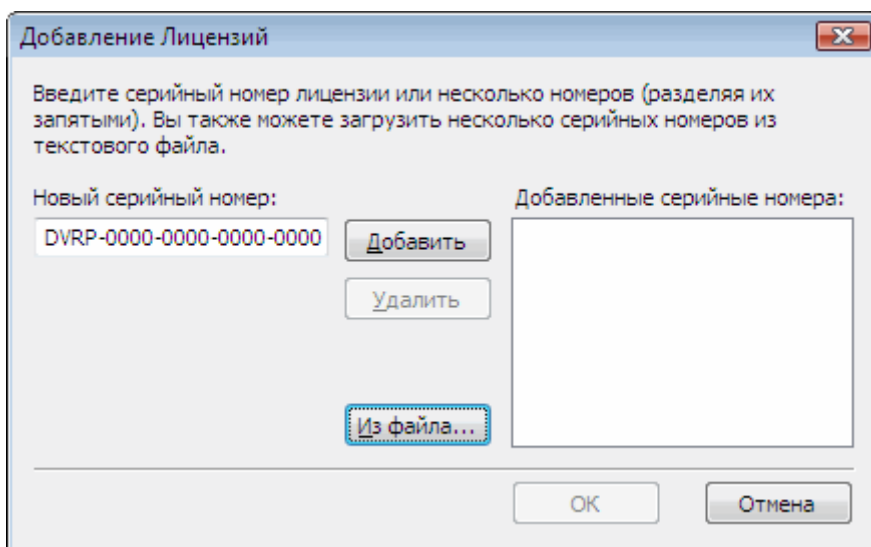 Добавление Лицензий
Введите серийный номер лицензии или несколько номеров (разделяя их
запятыми). Вы также можете загрузить несколько серийных номеров из
текстового файла.
Новый серийный номер:
Добавленные серийные номера:
DVRP-0000-0000-0000-0000
Добавить
Удалить
Из файла...
ОК
Отмена